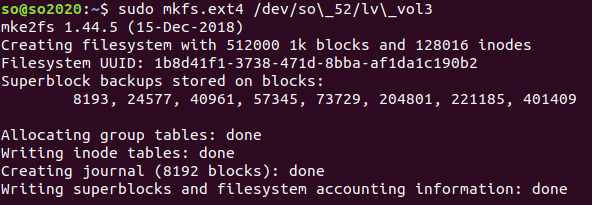 so@so2020:~$ sudo mkfs.ext4 /dev/so\_52/lv\_vol3
mke2fs 1.44.5 (15-Dec-2018)
Creating filesystem with 512000 1k blocks and 128016 inodes
Filesystem UUID: 1b8d41f1-3738-471d-8bba-af1da1c190b2
Superblock backups stored on blocks:
        8193, 24577, 40961, 57345, 73729, 204801, 221185, 401409

Allocating group tables: done
Writing inode tables: done
Creating journal (8192 blocks): done
Writing superblocks and filesystem accounting information: done